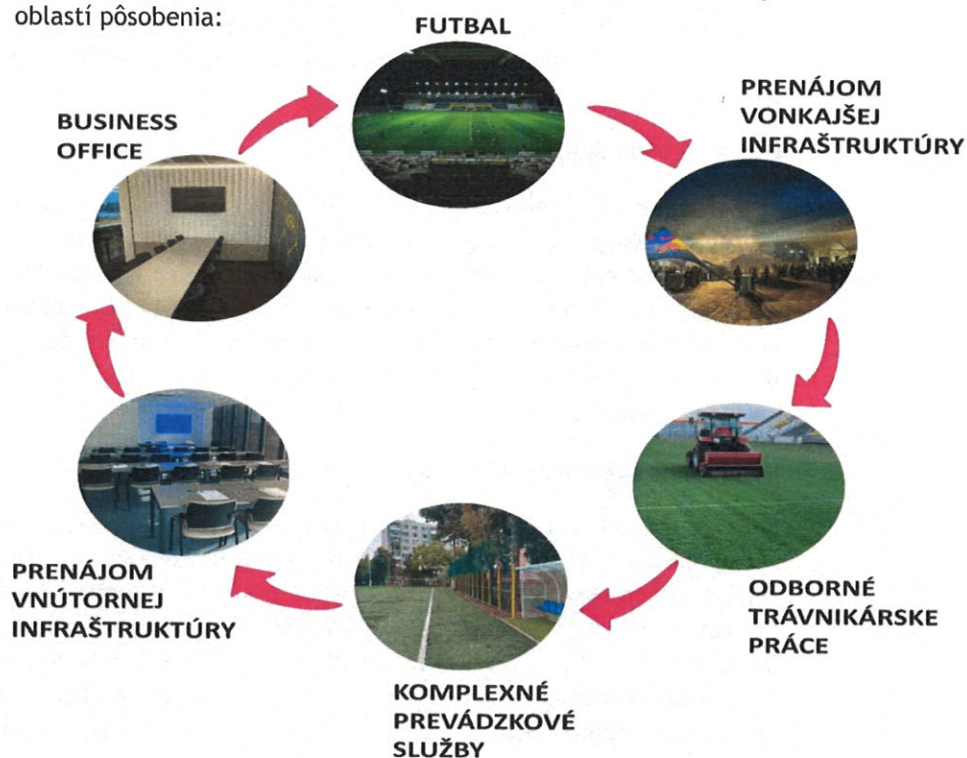 oblastí pôsobenia:
FUTBAL
PRENÁJOM
VONKAJŠEJ
INFRAŠTRUKTÚRY
ODBORNÉ
TRÁVNIKÁRSKE
PRÁCE
KOMPLEXNÉ
PREVÁDZKOVÉ
SLUŽBY
PRENÁJOM
VNÚTORNEJ
INFRAŠTRUKTÚRY
BUSINESS
OFFICE